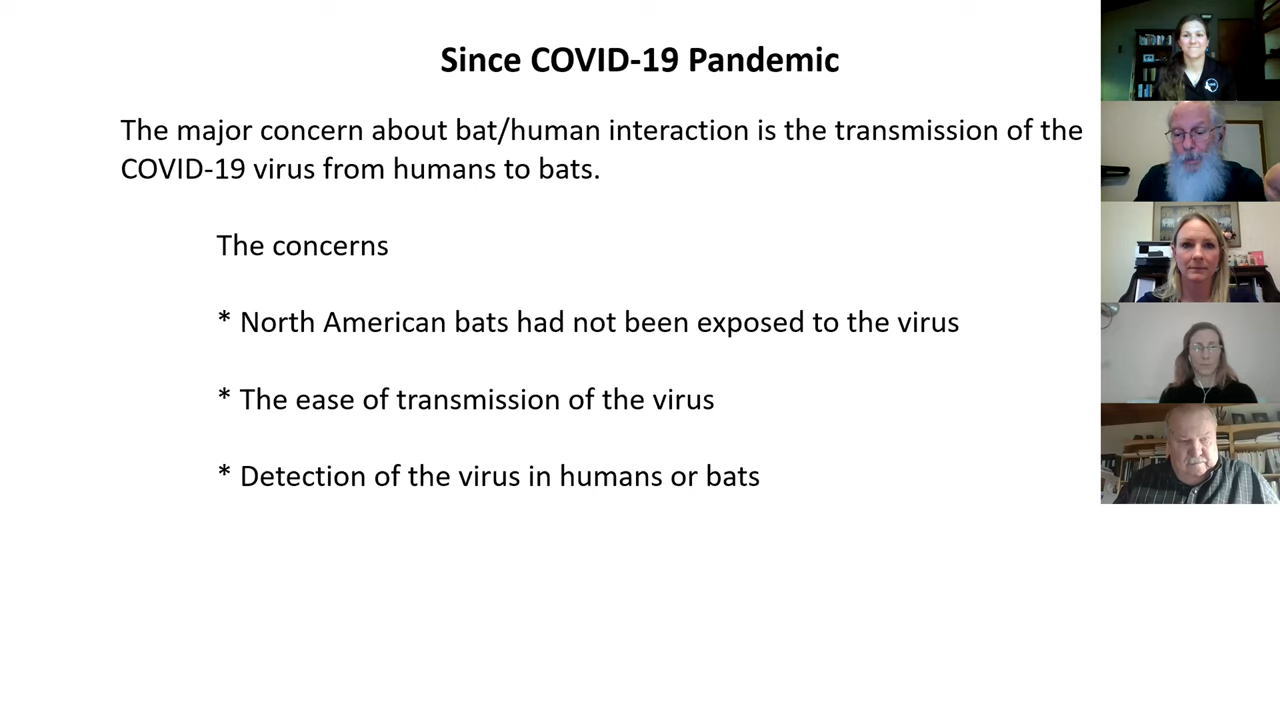 Since COVID-19 Pandemic
The major concern about bat/human interaction is the transmission of the
COVID-19 virus from humans to bats.
The concerns
* North American bats had not been exposed to the virus
* The ease of transmission of the virus
* Detection of the virus in humans or bats